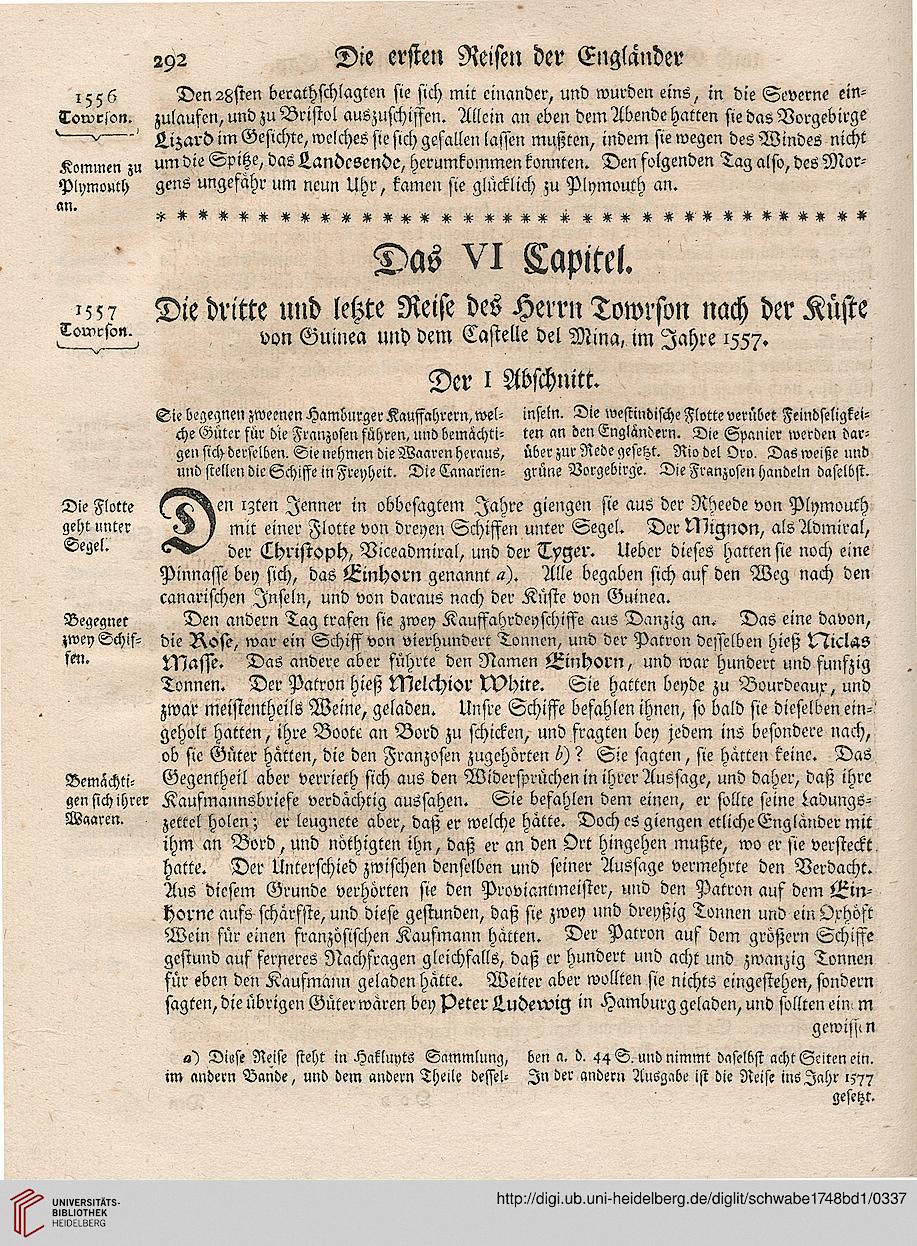 292 Die ersten Reisen der Engländer
1556
Towrson.
Den 28sten berathschlagten sie sich mit einander, und wurden eins, in die Severne ein-
zulaufen, und zu Bristol auszuschiffen. Allein an eben dem Abende hatten sie das Vorgebirge
Lizard im Gesichte, welches sie sich gefallen lassen mußten, indem sie wegen des Windes nicht
Kommen zu
Plymouth
an.
um die Spitze, das Landesende, herumkommen konnten. Den folgenden Tag also, des Mor-
gens ungefähr um neun Uhr, kamen sie glücklich zu Plymouth an.
* * * * * * * * * * * * * * * * * * * * * * * * * * * * * * * * * * *
Das VI Capitel.
1557
Towrson.
Die dritte und letzte Reise des Herrn Towrson nach der Küste
von Guinea und dem Castelle del Mina, im Jahre 1557.
Der I Abschnitt.
Sie begegnen zweenen Hamburger Kauffahrern, wel-
che Güter für die Franzosen führen, und bemächti-
gen sich derselben. Sie nehmen die Waaren heraus,
und stellen die Schiffe in Freyheit. Die Canarien-
inseln. Die westindische Flotte verübet Feindseligkei-
ten an den Engländern. Die Spanier werden dar-
über zur Rede gesetzt. Rio del Oro. Das weiße und
grüne Vorgebirge. Die Franzosen handeln daselbst.
Die Flotte
geht unter
Segel.
Den 13ten Jenner in obbesagtem Jahre giengen sie aus der Rheede von Plymouth
mit einer Flotte von dreyen Schiffen unter Segel. Der Mignon, als Admiral,
der Christoph, Viceadmiral, und der Tyger. Ueber dieses hatten sie noch eine
Pinnasse bey sich, das Einhorn genannt a). Alle begaben sich auf den Weg nach den
canarischen Inseln, und von daraus nach der Küste von Guinea.
Begegnet
zwey Schif-
fen.
Den andern Tag trafen sie zwey Kauffahrdeyschiffe aus Danzig an. Das eine davon,
die Rose, war ein Schiff von vierhundert Tonnen, und der Patron desselben hieß Niclas
Masse. Das andere aber führte den Namen Einhorn, und war hundert und funfzig
Tonnen. Der Patron hieß Melchior White. Sie hatten beyde zu Bourdeaux, und
zwar meistentheils Weine, geladen. Unsre Schiffe befahlen ihnen, so bald sie dieselben ein-
geholt hatten, ihre Boote an Bord zu schicken, und fragten bey jedem ins besondere nach,
ob sie Güter hätten, die den Franzosen zugehörten b)? Sie sagten, sie hätten keine. Das
Bemächti-
gen sich ihrer
Waaren.
Gegentheil aber verrieth sich aus den Widersprüchen in ihrer Aussage, und daher, daß ihre
Kaufmannsbriefe verdächtig aussahen. Sie befahlen dem einen, er sollte seine Ladungs-
zettel holen; er leugnete aber, daß er welche hätte. Doch es giengen etliche Engländer mit
ihm an Bord, und nöthigten ihn, daß er an den Ort hingehen mußte, wo er sie versteckt
hatte. Der Unterschied zwischen denselben und seiner Aussage vermehrte den Verdacht.
Aus diesem Grunde verhörten sie den Proviantmeister, und den Patron auf dem Ein-
horne aufs schärfste, und diese gestunden, daß sie zwey und dreyßig Tonnen und ein Oxhöft
Wein für einen französischen Kaufmann hätten. Der Patron auf dem größern Schiffe
gestund auf ferneres Nachfragen gleichfalls, daß er hundert und acht und zwanzig Tonnen
für eben den Kaufmann geladen hätte. Weiter aber wollten sie nichts eingestehen, sondern
sagten, die übrigen Güter wären bey Peter Ludewig in Hamburg geladen, und sollten einem
gewissen
a) Diese Reise steht in Hakluyts Sammlung,
im andern Bande, und dem andern Theile dessel-
ben a. d. 44 S. und nimmt daselbst acht Seiten ein.
In der andern Ausgabe ist die Reise ins Jahr 1577
gesetzt.
UNIVERSITÄTS-
BIBLIOTHEK
HEIDELBERG
http://digi.ub.uni-heidelberg.de/diglit/schwabe1748bd1/0337